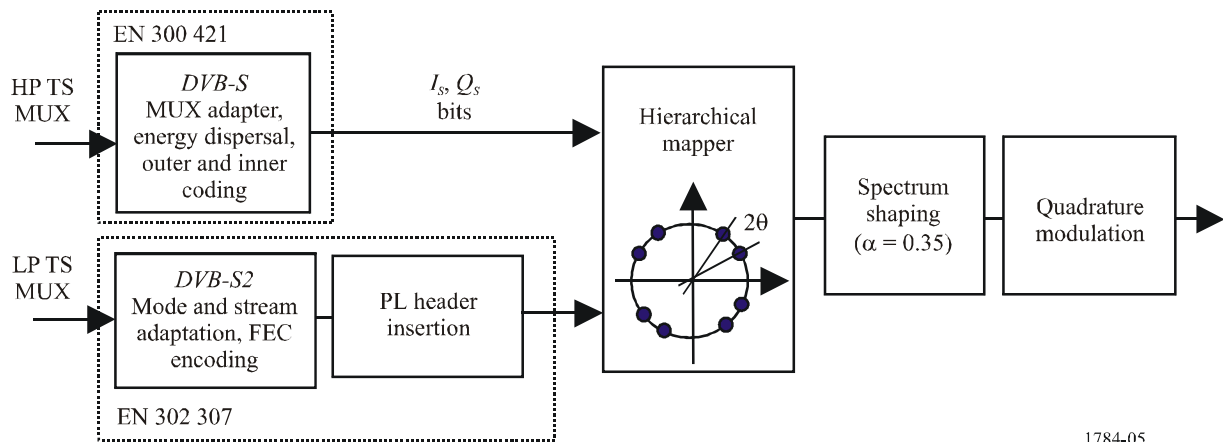 EN 300 421
HP TS
MUX
DVB-S
MUX adapter,
energy dispersal,
outer and inner
coding
Is, Qs
bits
Hierarchical
mapper
2θ
Spectrum
shaping
(α = 0.35)
Quadrature
modulation
LP TS
MUX
DVB-S2
Mode and stream
adaptation, FEC
encoding
PL header
insertion
EN 302 307
1784-05